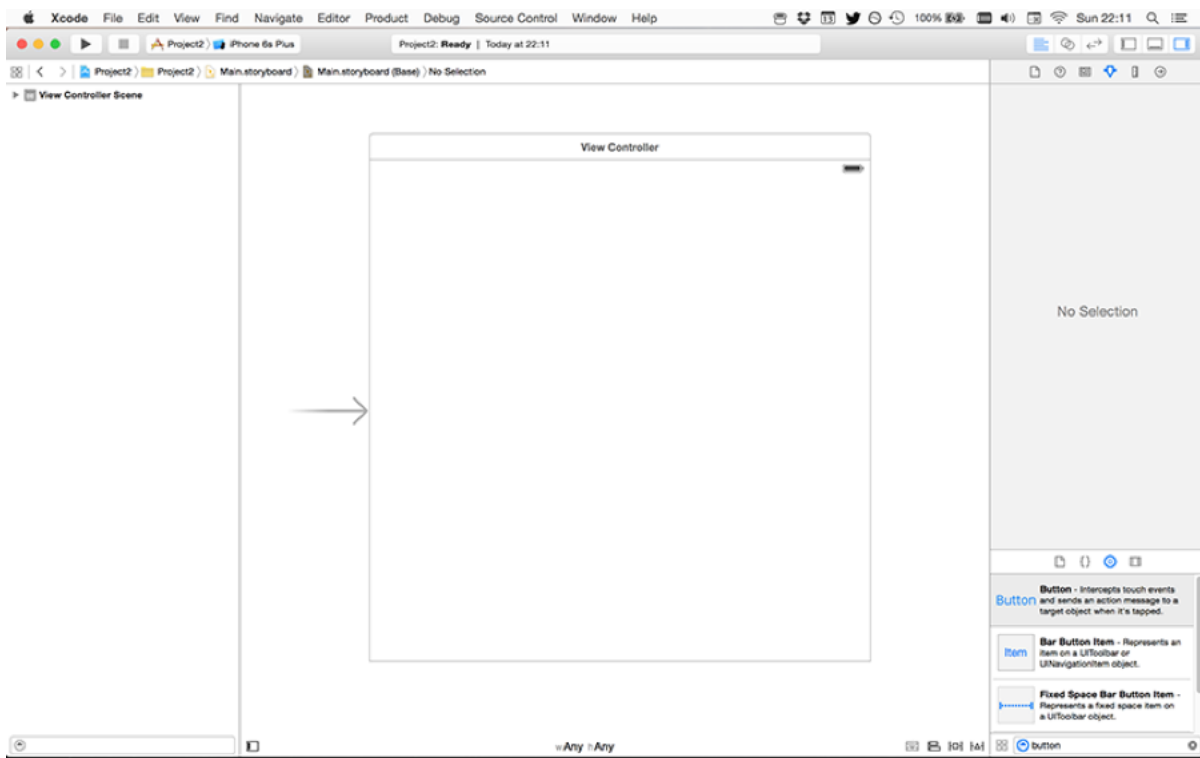 Xcode File Edit View Find Navigate Editor Product Debug Source Control Window Help 13 100% Sun 22:11
Project2 iPhone 6s Plus Project2: Ready | Today at 22:11
Project2 Project2 Main.storyboard Main.storyboard (Base) No Selection
View Controller Scene
View Controller
No Selection
Button
Button - Intercepts touch events
and sends an action message to a
target object when it's tapped.
Item
Bar Button Item - Represents an
item on a UIToolbar or
UINavigationItem object.
Fixed Space Bar Button Item -
Represents a fixed space item on
a UIToolbar object.
wAny hAny
button